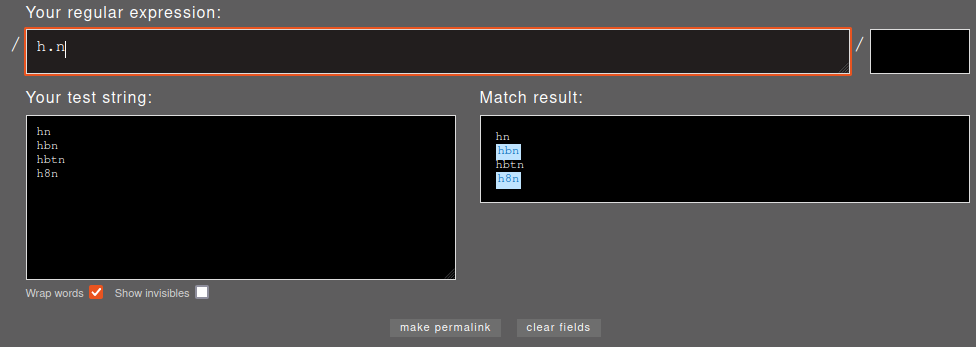 Your regular expression:
/ h.n /
Your test string:
hn
hbn
hbtn
h8n
Match result:
hn
hbn
hbtn
h8n
Wrap words Show invisibles
make permalink clear fields